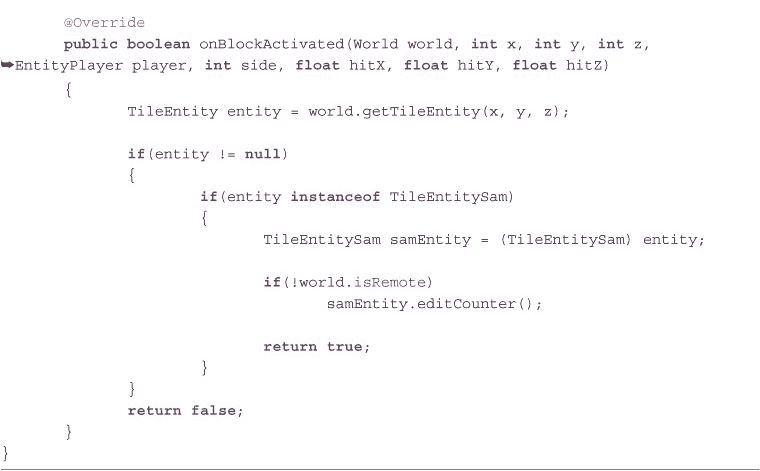 @Override
public boolean onBlockActivated(World world, int x, int y, int z,
➥EntityPlayer player, int side, float hitX, float hitY, float hitZ)
{
TileEntity entity = world.getTileEntity(x, y, z);
if(entity != null)
{
if(entity instanceof TileEntitySam)
{
TileEntitySam samEntity = (TileEntitySam) entity;
if(!world.isRemote)
samEntity.editCounter();
return true;
}
}
return false;
}
}